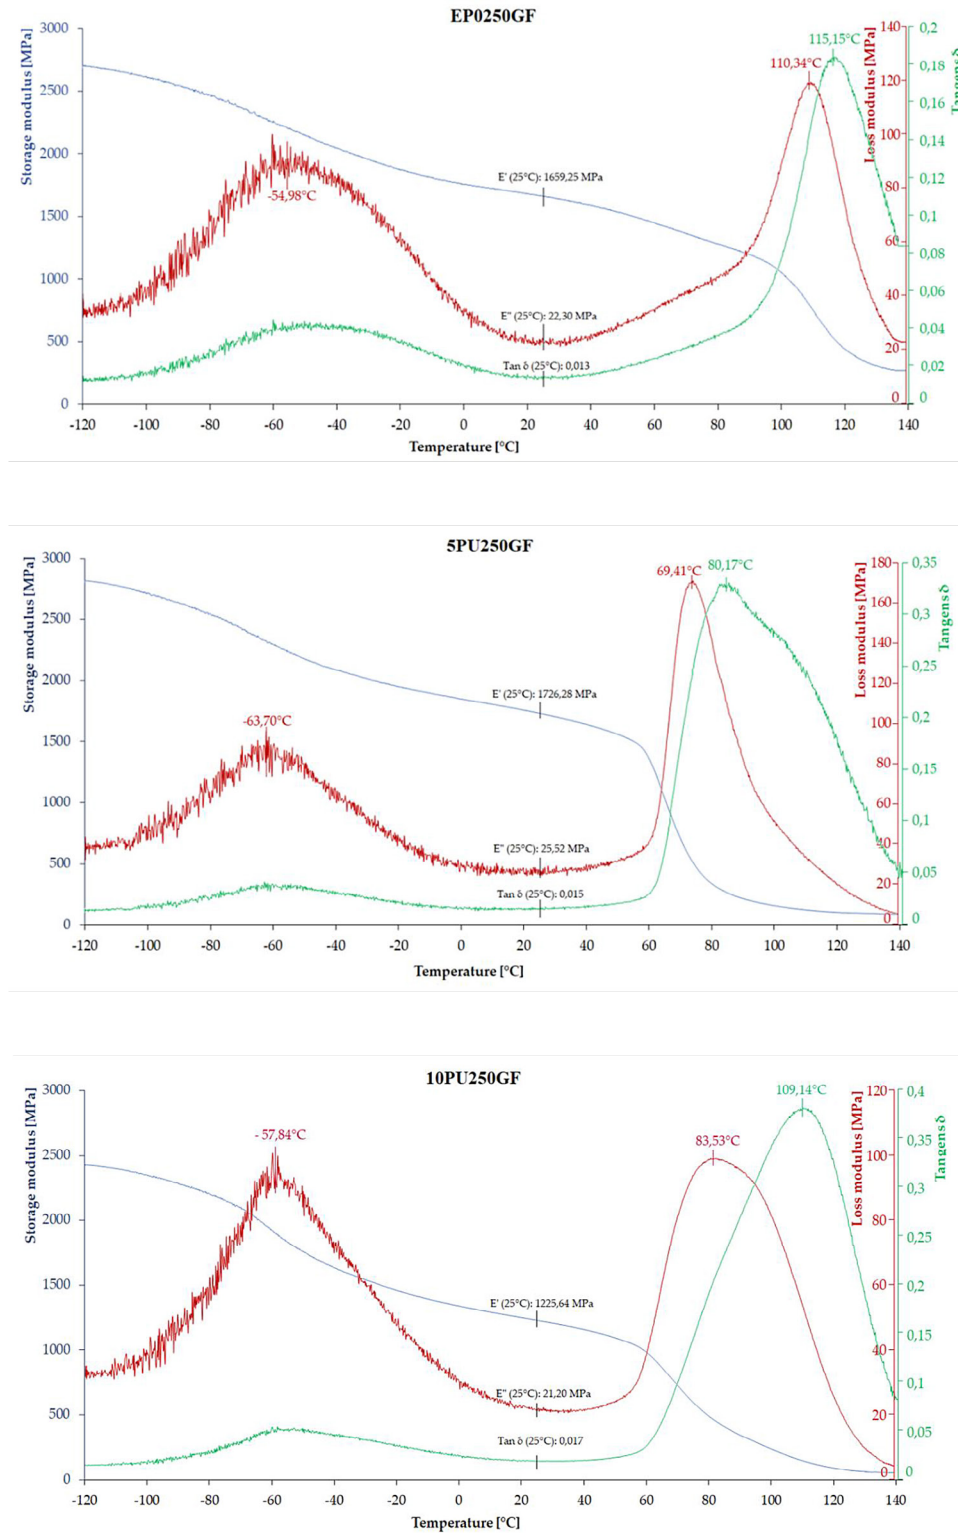 EP0250GF
Storage modulus [MPa]
3000
2500
2000
1500
1000
500
0
-54,98°C
E' (25°C): 1659,25 MPa
E'' (25°C): 22,30 MPa
Tan δ (25°C): 0,013
110,34°C
115,15°C
Loss modulus [MPa]
140
120
100
80
60
40
20
0
Tangens δ
0,2
0,18
0,16
0,14
0,12
0,1
0,08
0,06
0,04
0,02
0
-120 -100 -80 -60 -40 -20 0 20 40 60 80 100 120 140
Temperature [°C]
5PU250GF
Storage modulus [MPa]
3000
2500
2000
1500
1000
500
0
-63,70°C
E' (25°C): 1726,28 MPa
E'' (25°C): 25,52 MPa
Tan δ (25°C): 0,015
69,41°C
80,17°C
Loss modulus [MPa]
180
160
140
120
100
80
60
40
20
0
Tangens δ
0,35
0,3
0,25
0,2
0,15
0,1
0,05
0
-120 -100 -80 -60 -40 -20 0 20 40 60 80 100 120 140
Temperature [°C]
10PU250GF
Storage modulus [MPa]
3000
2500
2000
1500
1000
500
0
- 57,84°C
E' (25°C): 1225,64 MPa
E'' (25°C): 21,20 MPa
Tan δ (25°C): 0,017
83,53°C
109,14°C
Loss modulus [MPa]
120
100
80
60
40
20
0
Tangens δ
0,4
0,35
0,3
0,25
0,2
0,15
0,1
0,05
0
-120 -100 -80 -60 -40 -20 0 20 40 60 80 100 120 140
Temperature [°C]